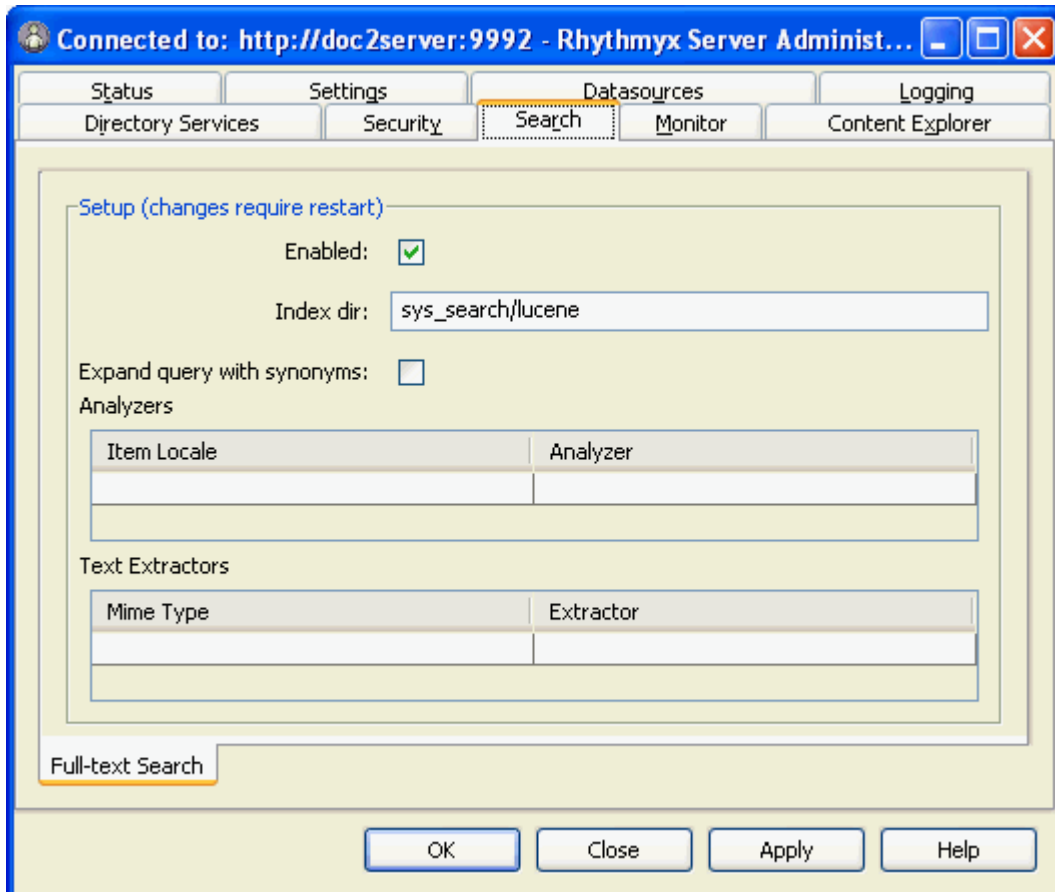 Connected to: http://doc2server:9992 - Rhythmyx Server Administ...
Status Settings Datasources Logging
Directory Services Security Search Monitor Content Explorer
Setup (changes require restart)
Enabled:
Index dir: sys_search/lucene
Expand query with synonyms:
Analyzers
Item Locale Analyzer
Text Extractors
Mime Type Extractor
Full-text Search
OK Close Apply Help